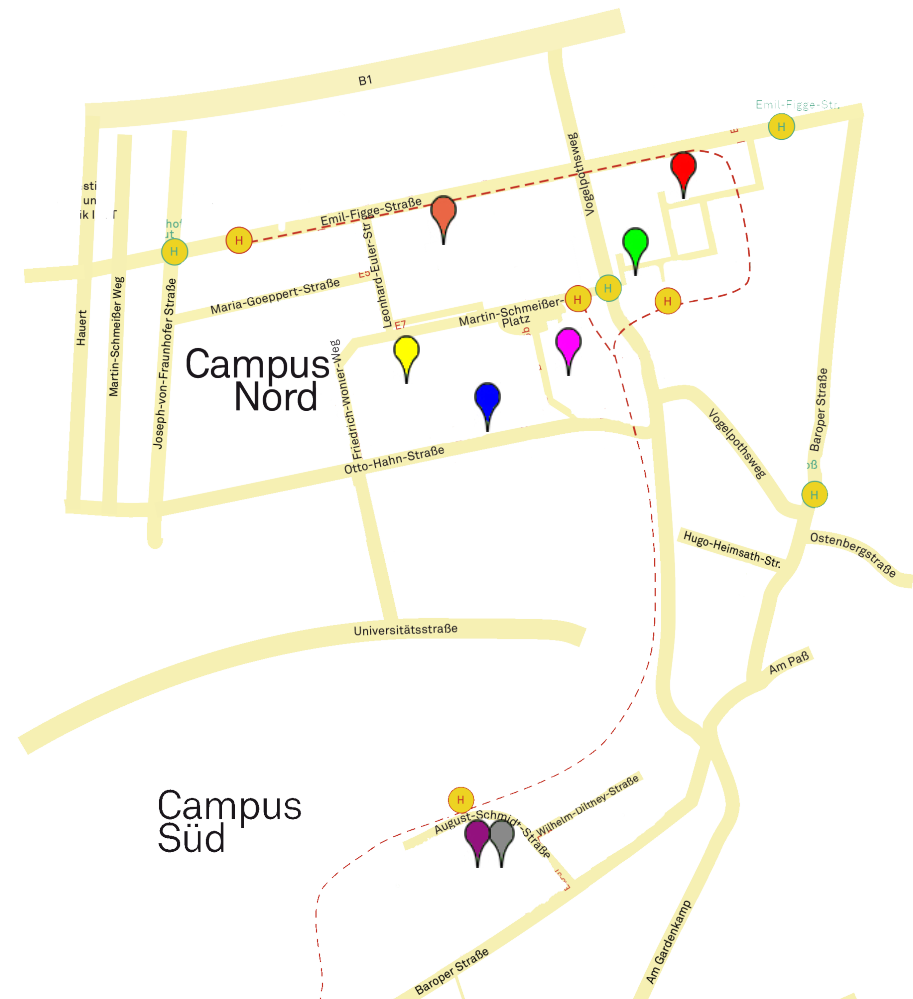 B1
Emil-Figge-Str.
H
Vogelpothsweg
Emil-Figge-Straße
H
H
H
Leonhard-Euler-Str.
Maria-Goeppert-Straße
E5
E7
Martin-Schmeißer-
Platz
H
H
H
Hauert
Martin-Schmeißer Weg
Joseph-von-Fraunhofer Straße
Campus
Nord
Friedrich-Wöhler-Weg
Otto-Hahn-Straße
Baroper Straße
Vogelpothsweg
H
Hugo-Heimsath-Str.
Ostenbergstraße
Universitätsstraße
Am Paß
Campus
Süd
H
August-Schmidt-Straße
Wilhelm-Dilthey-Straße
Am Gardenkamp
Baroper Straße